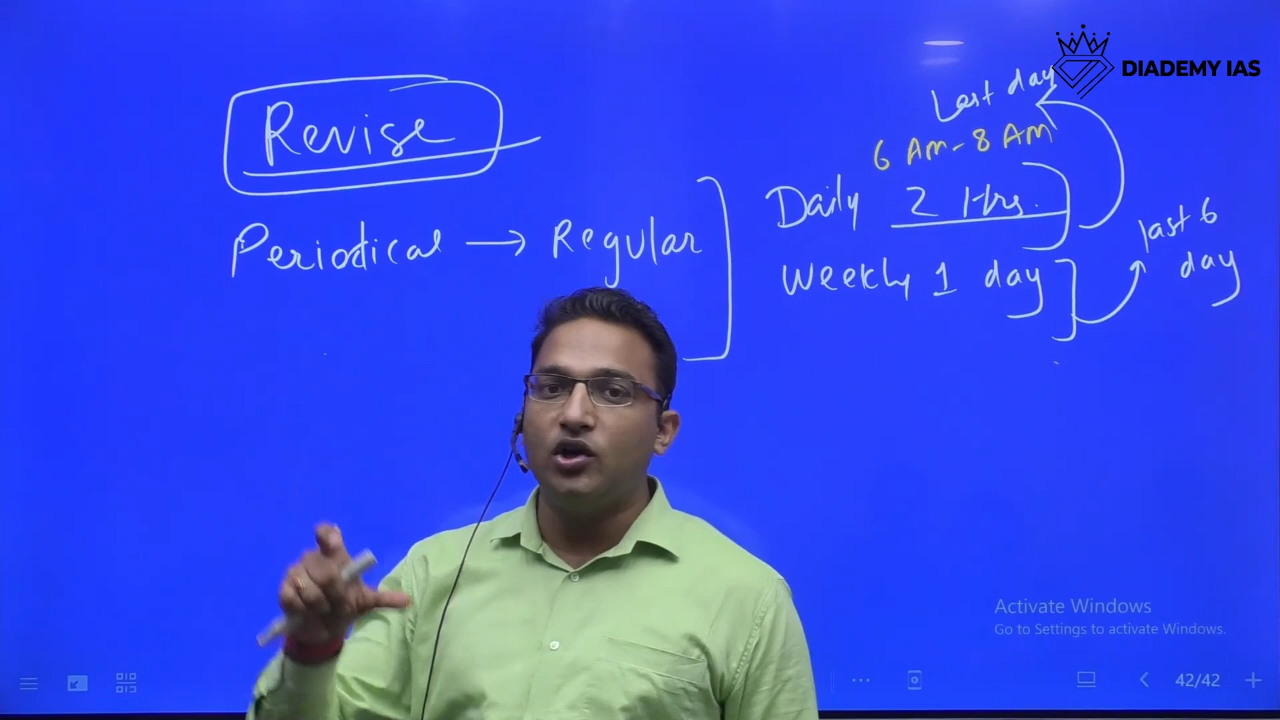 DIADEMY IAS
Last day
Revise
6 AM - 8 AM
Daily 2 Hrs.
Periodical → Regular
last 6
day
Weekly 1 day
Activate Windows
Go to Settings to activate Windows.
42/42